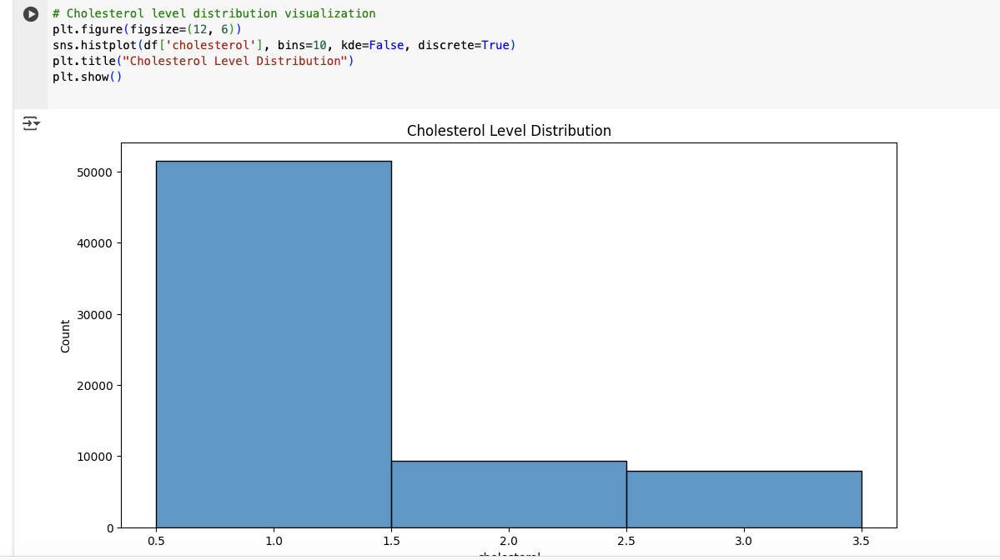 # Cholesterol level distribution visualization
plt.figure(figsize=(12, 6))
sns.histplot(df['cholesterol'], bins=10, kde=False, discrete=True)
plt.title("Cholesterol Level Distribution")
plt.show()
Cholesterol Level Distribution
50000
40000
30000
20000
10000
0
Count
0.5 1.0 1.5 2.0 2.5 3.0 3.5
cholesterol